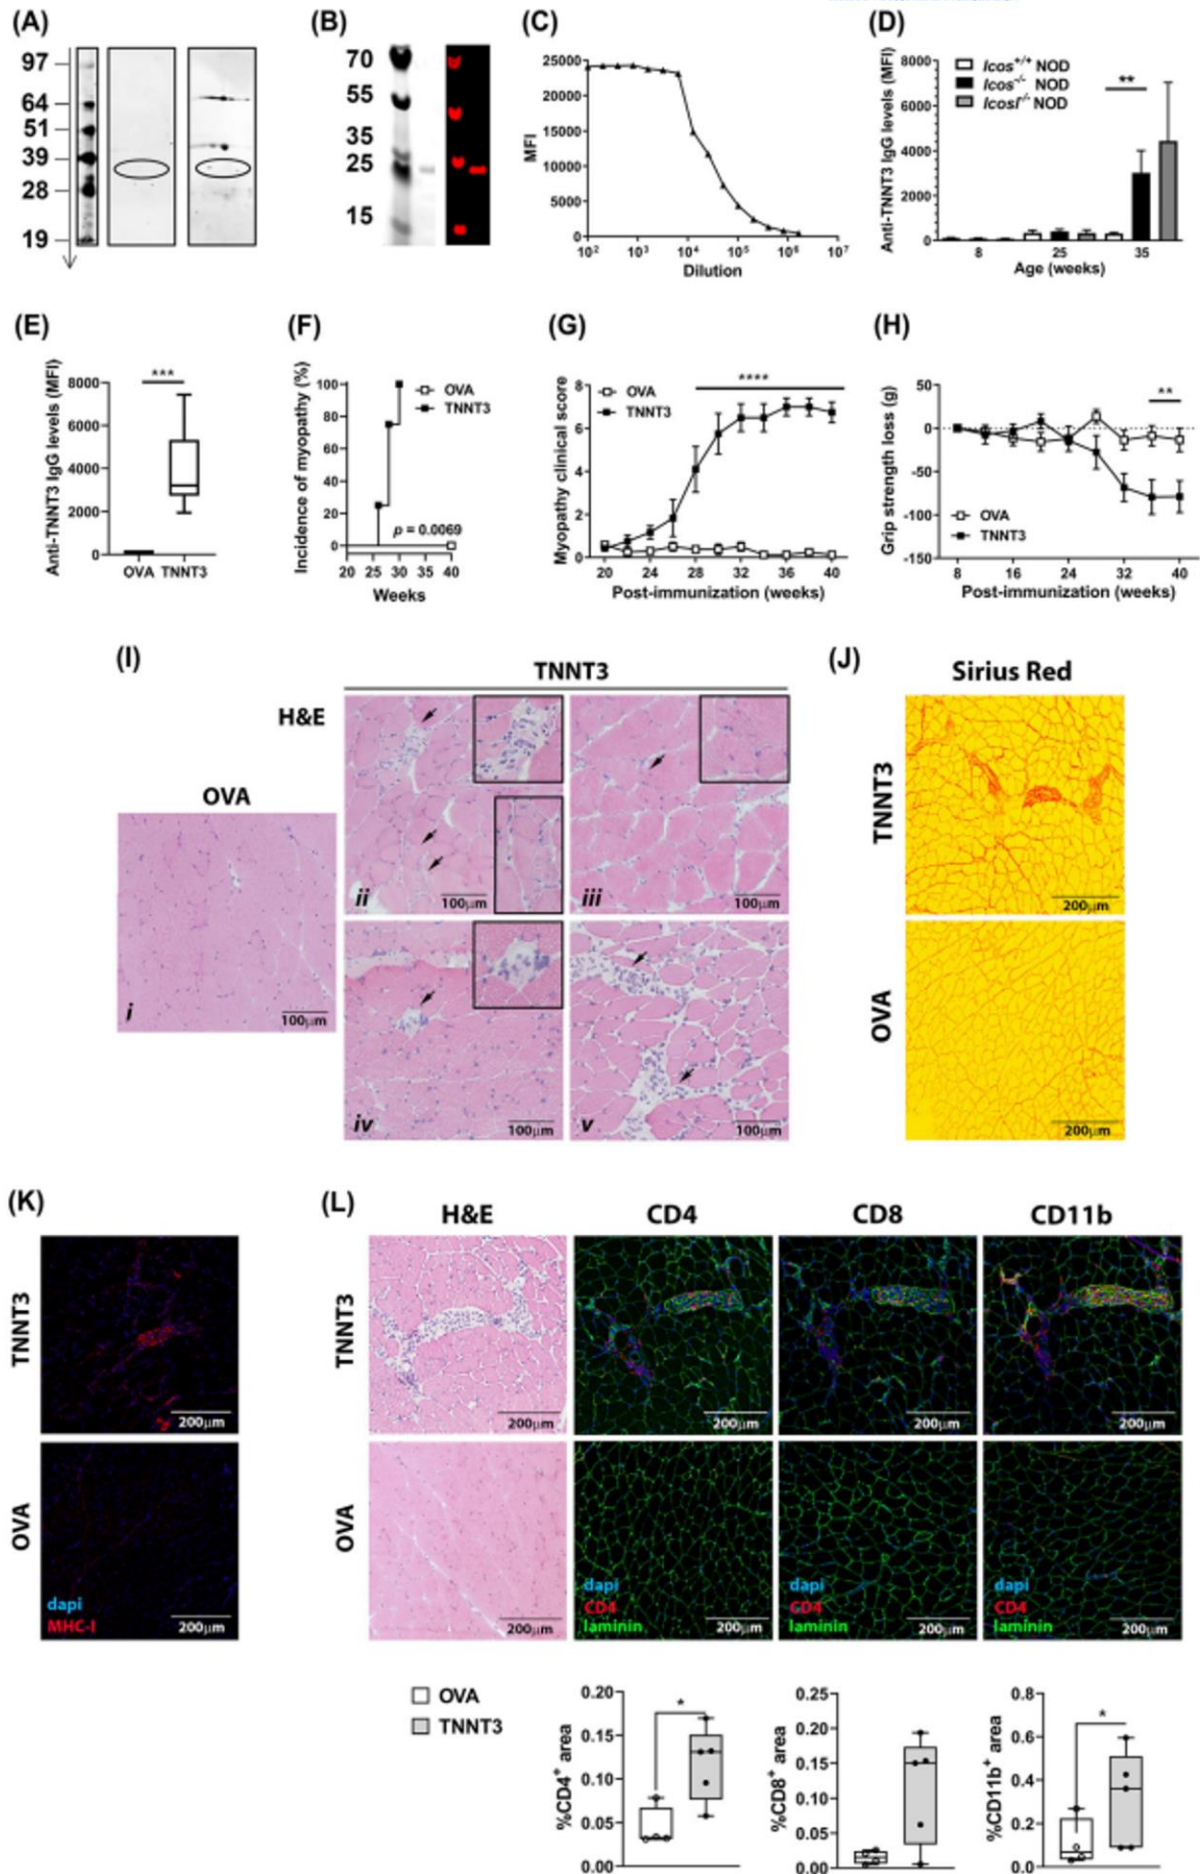 (A)
97
64
51
39
28
19
(B)
70
55
35
25
15
(C)
25000
20000
15000
10000
5000
0
MFI
10² 10³ 10⁴ 10⁵ 10⁶ 10⁷
Dilution
(D)
Anti-TNNT3 IgG levels (MFI)
8000
6000
4000
2000
0
Icos⁺/⁺ NOD
Icos⁻/⁻ NOD
Icosl⁻/⁻ NOD
**
8 25 35
Age (weeks)
(E)
Anti-TNNT3 IgG levels (MFI)
8000
6000
4000
2000
0
***
OVA TNNT3
(F)
Incidence of myopathy (%)
100
80
60
40
20
0
OVA
TNNT3
p = 0.0069
20 25 30 35 40
Weeks
(G)
Myopathy clinical score
8
6
4
2
0
OVA
TNNT3
****
20 24 28 32 36 40
Post-immunization (weeks)
(H)
Grip strength loss (g)
50
0
-50
-100
-150
**
OVA
TNNT3
8 16 24 32 40
Post-immunization (weeks)
(I)
TNNT3
H&E
OVA
i
100µm
ii
100µm
iii
100µm
iv
100µm
v
100µm
(J)
Sirius Red
TNNT3
200µm
OVA
200µm
(K)
TNNT3
200µm
OVA
dapi
MHC-I
200µm
(L)
H&E CD4 CD8 CD11b
TNNT3
200µm 200µm 200µm 200µm
OVA
200µm
dapi
CD4
laminin
200µm
dapi
CD4
laminin
200µm
dapi
CD4
laminin
200µm
OVA
TNNT3
%CD4⁺ area
0.20
0.15
0.10
0.05
0.00
*
%CD8⁺ area
0.25
0.20
0.15
0.10
0.05
0.00
%CD11b⁺ area
0.8
0.6
0.4
0.2
0.0
*